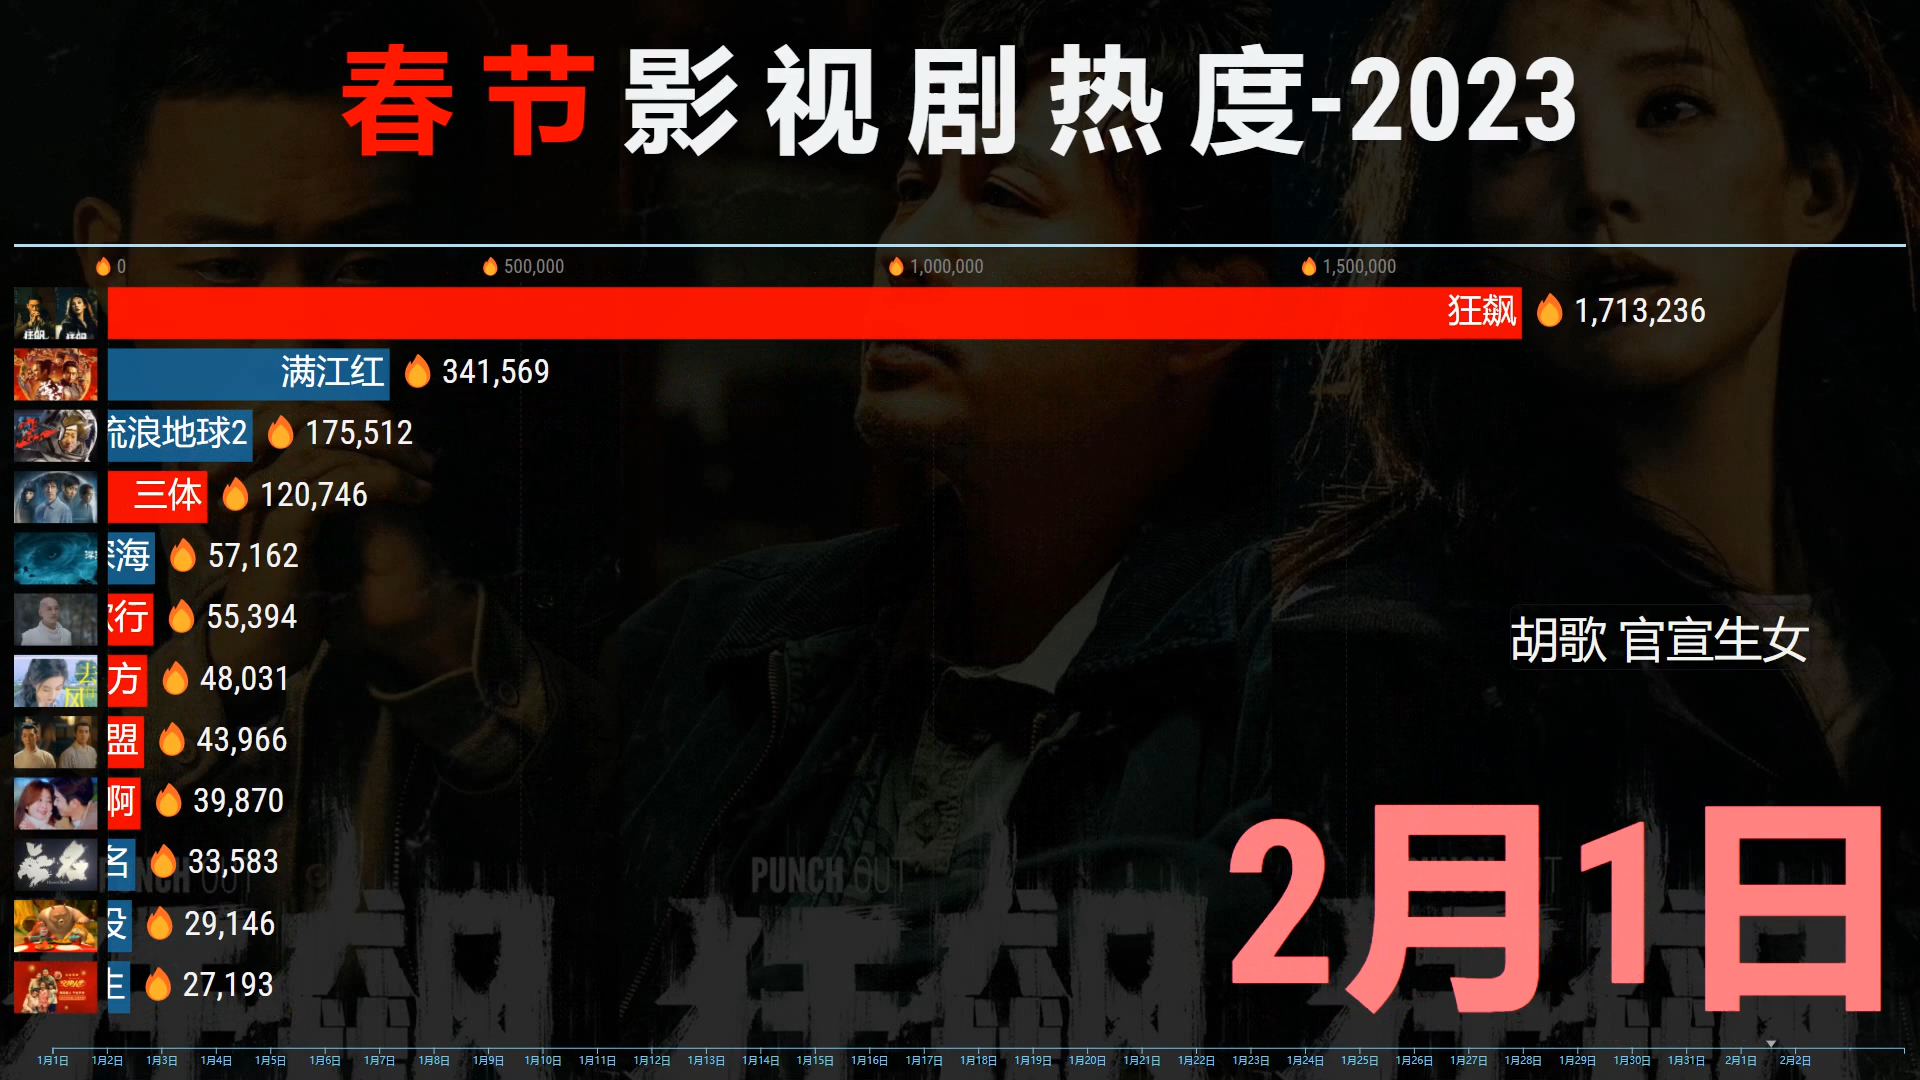 春节影视剧热度-2023
0 500,000 1,000,000 1,500,000
狂飙 1,713,236
满江红 341,569
流浪地球2 175,512
三体 120,746
深海 57,162
行 55,394
方 48,031
盟 43,966
啊 39,870
名 33,583
没 29,146
主 27,193
胡歌 官宣生女
PUNCH OUT PUNCH OUT
2月1日
1月1日 1月2日 1月3日 1月4日 1月5日 1月6日 1月7日 1月8日 1月9日 1月10日 1月11日 1月12日 1月13日 1月14日 1月15日 1月16日 1月17日 1月18日 1月19日 1月20日 1月21日 1月22日 1月23日 1月24日 1月25日 1月26日 1月27日 1月28日 1月29日 1月30日 1月31日 2月1日 2月2日